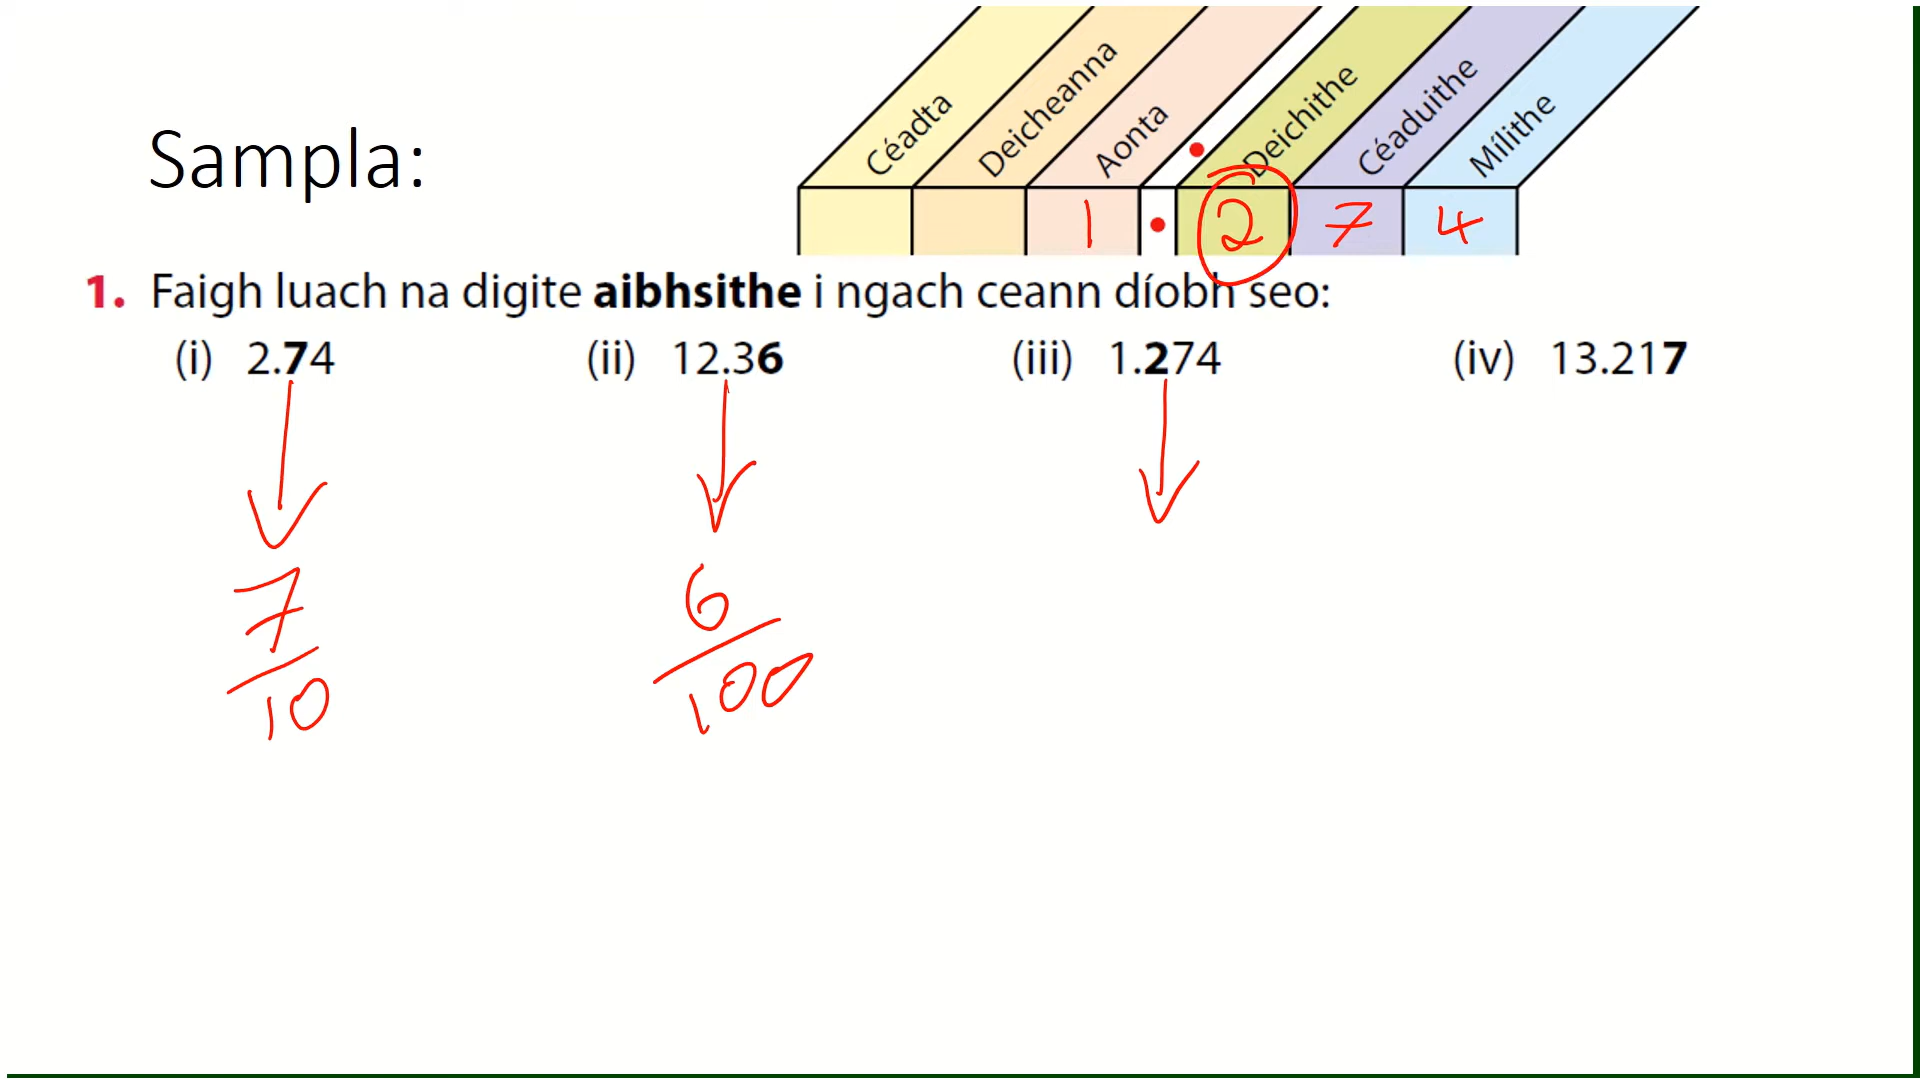 Céadta Deicheanna Aonta • Deichithe Céaduithe Mílithe
1 • 2 7 4
Sampla:
1. Faigh luach na digite aibhsithe i ngach ceann díobh seo:
(i) 2.74 (ii) 12.36 (iii) 1.274 (iv) 13.217
7 6
10 100